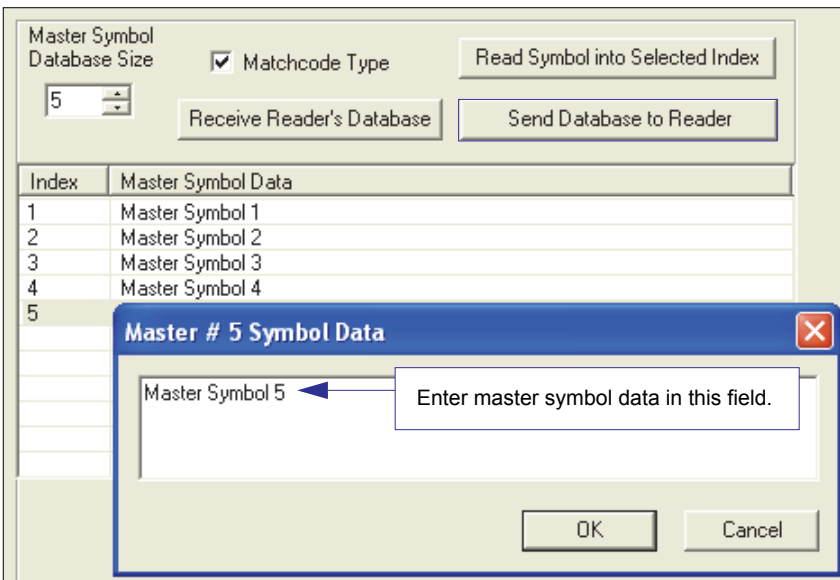 Master Symbol
Database Size
Matchcode Type
Read Symbol into Selected Index
5
Receive Reader's Database
Send Database to Reader
Index Master Symbol Data
1 Master Symbol 1
2 Master Symbol 2
3 Master Symbol 3
4 Master Symbol 4
5
Master # 5 Symbol Data
Master Symbol 5
Enter master symbol data in this field.
OK Cancel